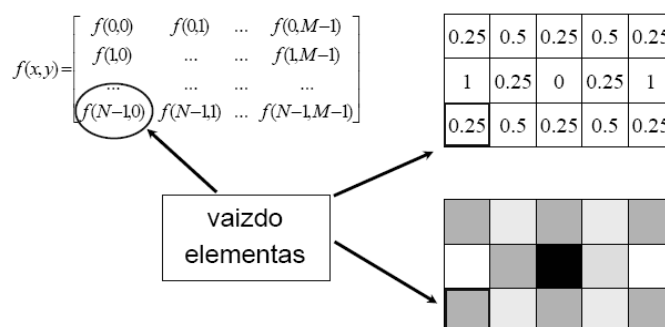 f(x,y)=
f(0,0) f(0,1) ... f(0,M−1)
f(1,0) ... ... f(1,M−1)
... ... ... ...
f(N−1,0) f(N−1,1) ... f(N−1,M−1)
0.25 0.5 0.25 0.5 0.25
1 0.25 0 0.25 1
0.25 0.5 0.25 0.5 0.25
vaizdo
elementas